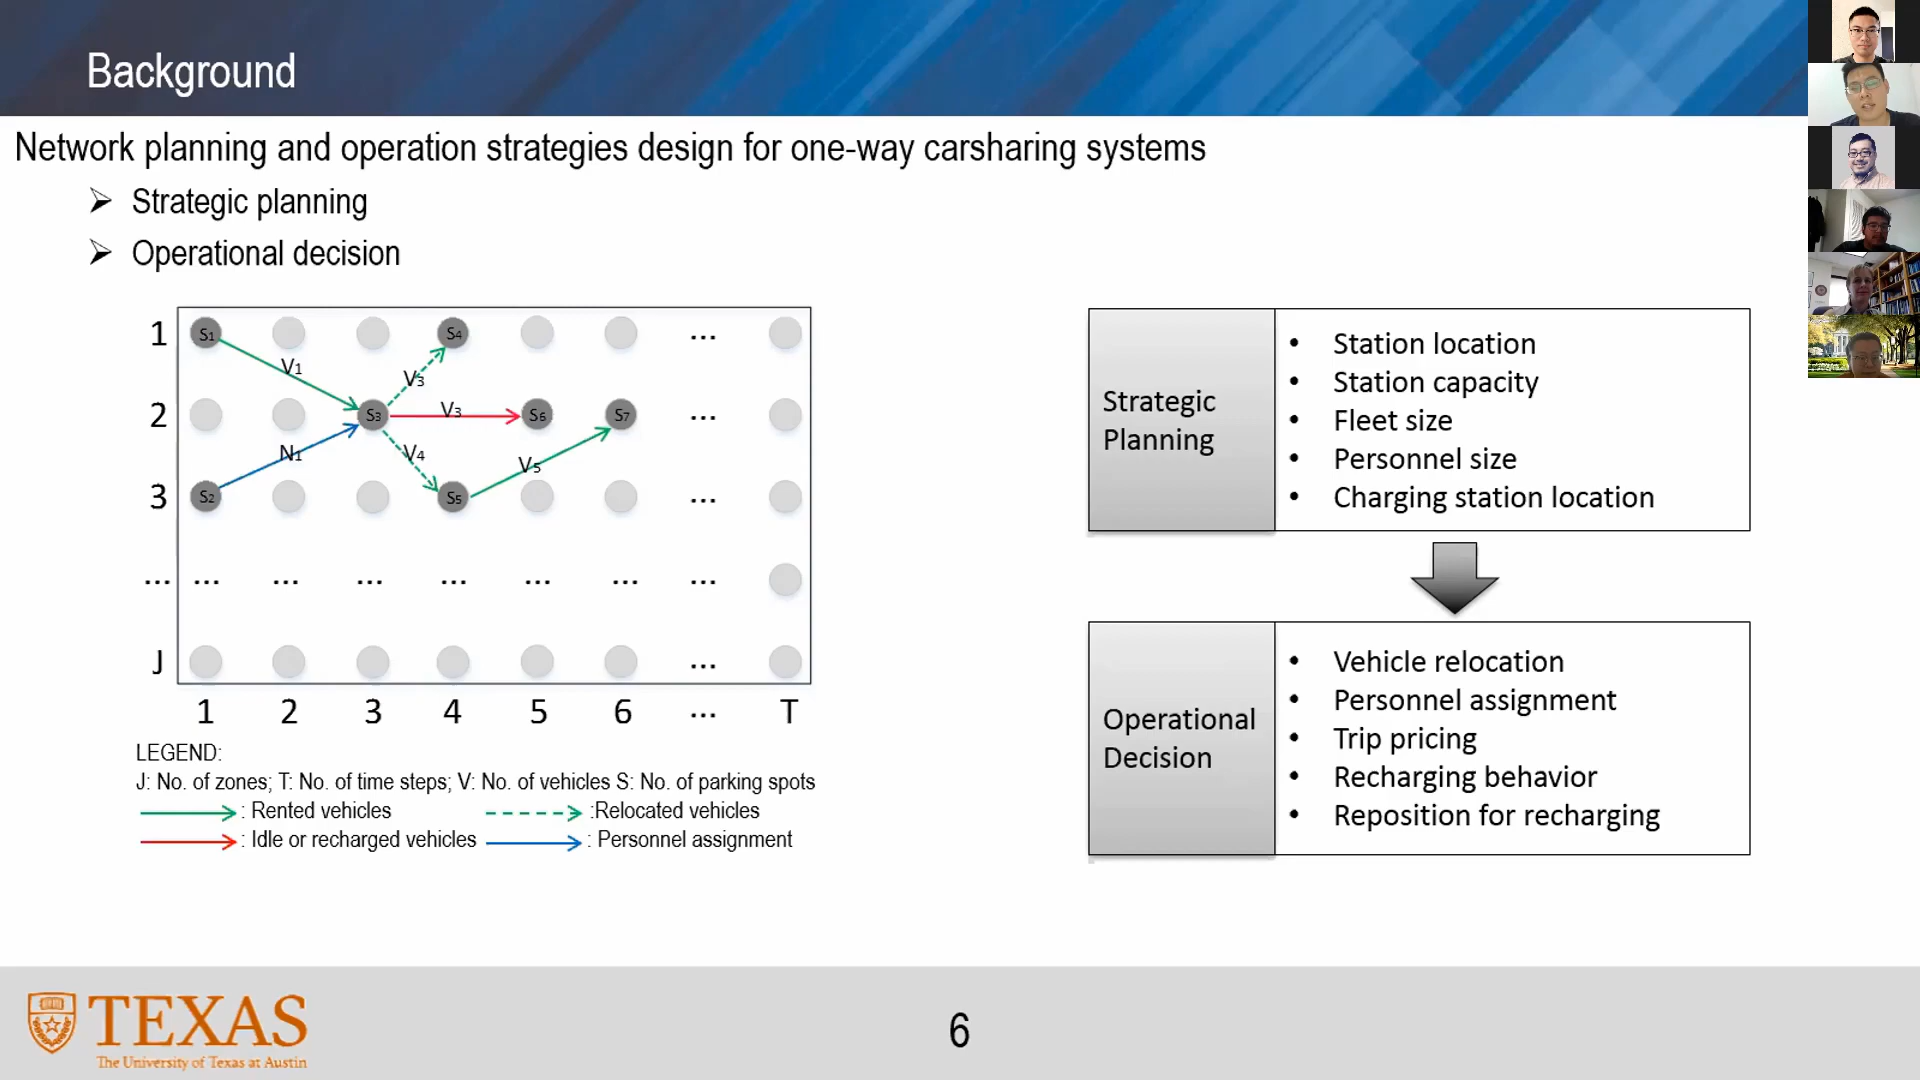 Background
Network planning and operation strategies design for one-way carsharing systems
➢ Strategic planning
➢ Operational decision
1 S1 S4 ...
V1 V3
2 S3 V3 S6 S7 ...
N1 V4 V5
3 S2 S5 ...
... ... ... ... ... ... ... ...
J ...
1 2 3 4 5 6 ... T
LEGEND:
J: No. of zones; T: No. of time steps; V: No. of vehicles S: No. of parking spots
: Rented vehicles :Relocated vehicles
: Idle or recharged vehicles : Personnel assignment
Strategic
Planning
• Station location
• Station capacity
• Fleet size
• Personnel size
• Charging station location
Operational
Decision
• Vehicle relocation
• Personnel assignment
• Trip pricing
• Recharging behavior
• Reposition for recharging
TEXAS
The University of Texas at Austin
6